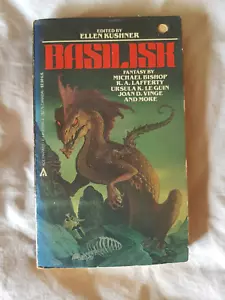 EDITED BY
ELLEN KUSHNER
BASILISK
FANTASY BY
MICHAEL BISHOP
R. A. LAFFERTY
URSULA K. LE GUIN
JOAN D. VINGE
AND MORE